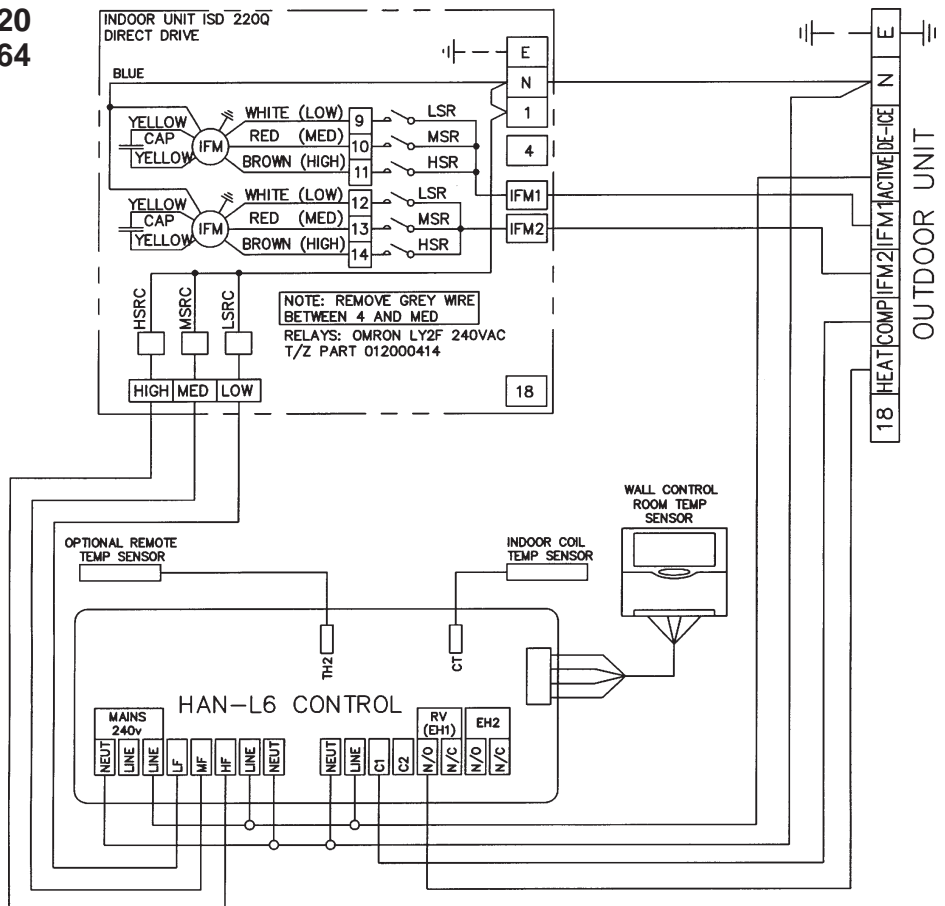 20
64
INDOOR UNIT ISD 220Q
DIRECT DRIVE
BLUE
E
N
1
4
IFM1
IFM2
YELLOW
CAP
YELLOW
IFM
WHITE (LOW)
RED (MED)
BROWN (HIGH)
9
10
11
LSR
MSR
HSR
YELLOW
CAP
YELLOW
IFM
WHITE (LOW)
RED (MED)
BROWN (HIGH)
12
13
14
LSR
MSR
HSR
HSRC
MSRC
LSRC
NOTE: REMOVE GREY WIRE
BETWEEN 4 AND MED
RELAYS: OMRON LY2F 240VAC
T/Z PART 012000414
HIGH
MED
LOW
18
E
N
DE-ICE
ACTIVE
IFM1
IFM2
COMP
HEAT
18
OUTDOOR UNIT
OPTIONAL REMOTE
TEMP SENSOR
INDOOR COIL
TEMP SENSOR
WALL CONTROL
ROOM TEMP
SENSOR
TH2
CT
HAN-L6 CONTROL
MAINS
240v
RV
(EH1)
EH2
NEUT
LINE
LINE
LF
MF
HF
LINE
NEUT
NEUT
LINE
C1
C2
N/O
N/C
N/O
N/C